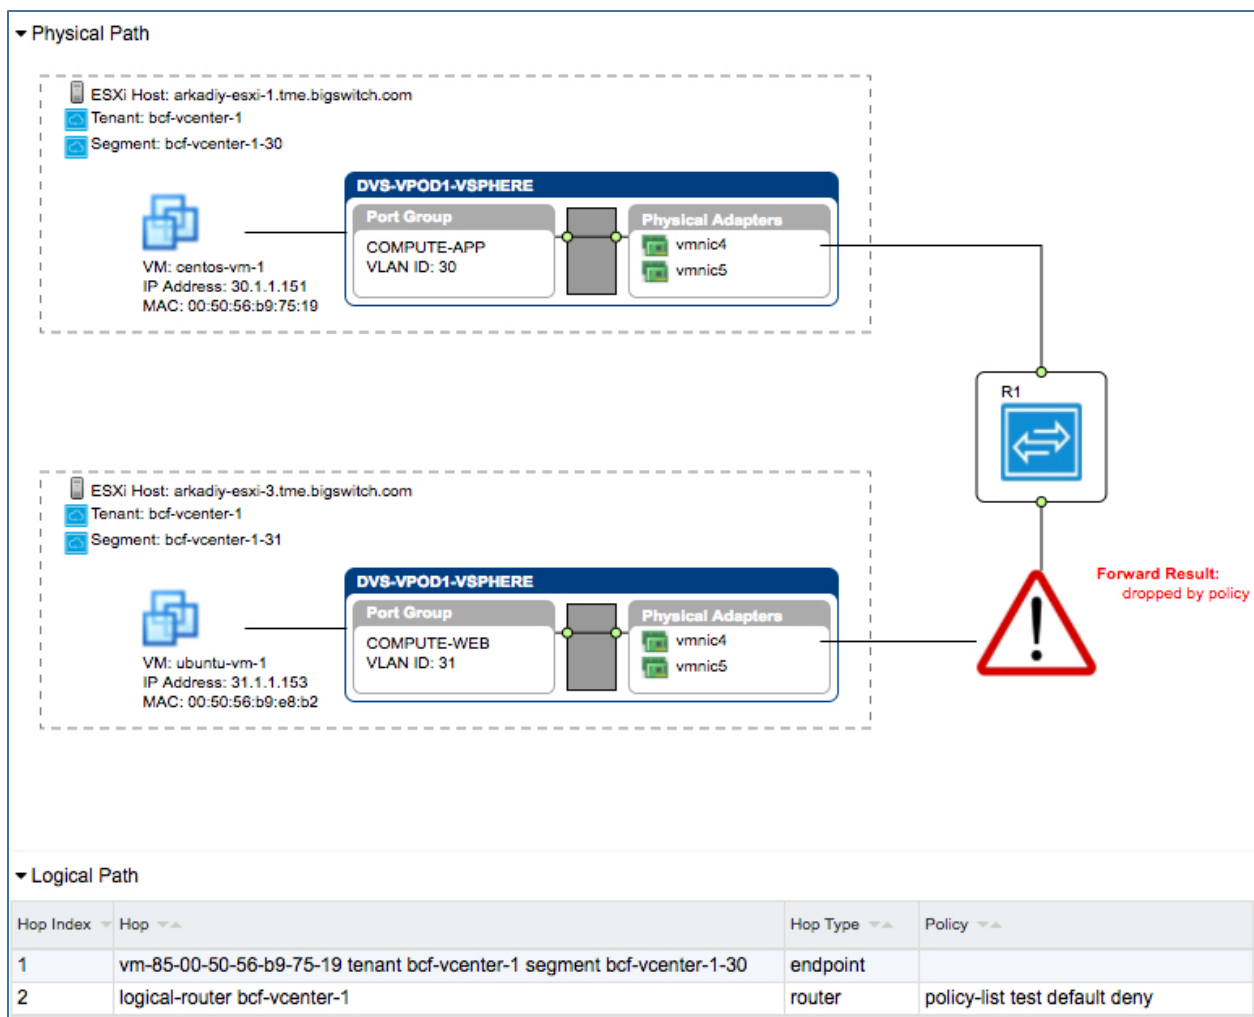 Physical Path
ESXi Host: arkadiy-esxi-1.tme.bigswitch.com
Tenant: bcf-vcenter-1
Segment: bcf-vcenter-1-30
DVS-VPOD1-VSPHERE
Port Group
COMPUTE-APP
VLAN ID: 30
Physical Adapters
vmnic4
vmnic5
VM: centos-vm-1
IP Address: 30.1.1.151
MAC: 00:50:56:b9:75:19
R1
ESXi Host: arkadiy-esxi-3.tme.bigswitch.com
Tenant: bcf-vcenter-1
Segment: bcf-vcenter-1-31
DVS-VPOD1-VSPHERE
Port Group
COMPUTE-WEB
VLAN ID: 31
Physical Adapters
vmnic4
vmnic5
VM: ubuntu-vm-1
IP Address: 31.1.1.153
MAC: 00:50:56:b9:e8:b2
Forward Result:
dropped by policy
Logical Path
Hop Index Hop Hop Type Policy
1 vm-85-00-50-56-b9-75-19 tenant bcf-vcenter-1 segment bcf-vcenter-1-30 endpoint
2 logical-router bcf-vcenter-1 router policy-list test default deny